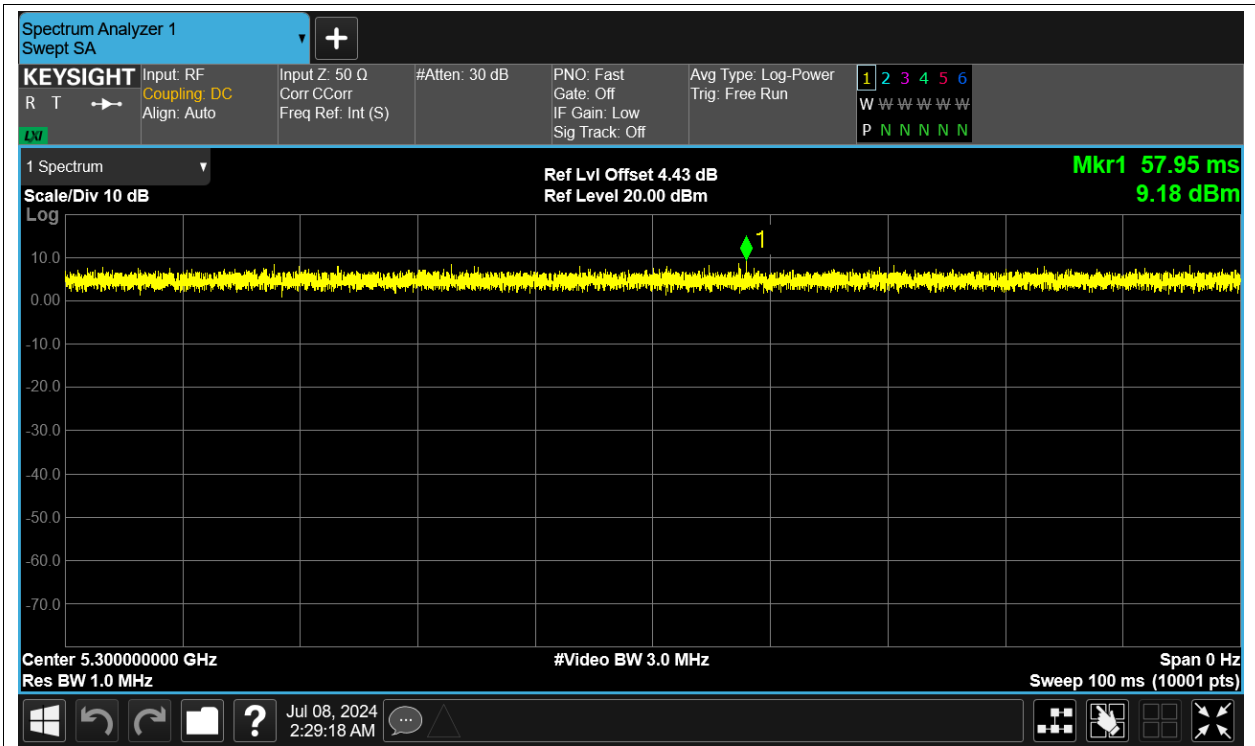 Spectrum Analyzer 1
Swept SA
KEYSIGHT
R T
LXI
Input: RF
Coupling: DC
Align: Auto
Input Z: 50 Ω
Corr CCorr
Freq Ref: Int (S)
#Atten: 30 dB
PNO: Fast
Gate: Off
IF Gain: Low
Sig Track: Off
Avg Type: Log-Power
Trig: Free Run
1 2 3 4 5 6
W W W W W W
P N N N N N
1 Spectrum
Scale/Div 10 dB
Log
Ref Lvl Offset 4.43 dB
Ref Level 20.00 dBm
Mkr1 57.95 ms
9.18 dBm
1
10.0
0.00
-10.0
-20.0
-30.0
-40.0
-50.0
-60.0
-70.0
Center 5.300000000 GHz
Res BW 1.0 MHz
#Video BW 3.0 MHz
Span 0 Hz
Sweep 100 ms (10001 pts)
?
Jul 08, 2024
2:29:18 AM